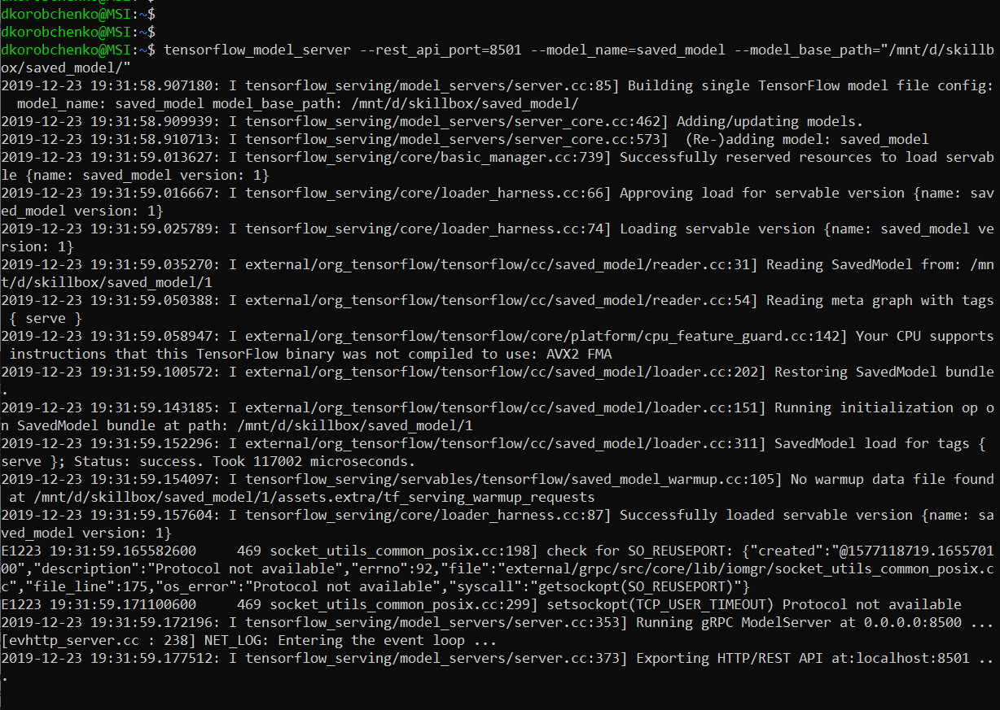 dkorobchenko@MSI:~$
dkorobchenko@MSI:~$
dkorobchenko@MSI:~$ tensorflow_model_server --rest_api_port=8501 --model_name=saved_model --model_base_path="/mnt/d/skillb
ox/saved_model/"
2019-12-23 19:31:58.907180: I tensorflow_serving/model_servers/server.cc:85] Building single TensorFlow model file config:
  model_name: saved_model model_base_path: /mnt/d/skillbox/saved_model/
2019-12-23 19:31:58.909939: I tensorflow_serving/model_servers/server_core.cc:462] Adding/updating models.
2019-12-23 19:31:58.910713: I tensorflow_serving/model_servers/server_core.cc:573]  (Re-)adding model: saved_model
2019-12-23 19:31:59.013627: I tensorflow_serving/core/basic_manager.cc:739] Successfully reserved resources to load servab
le {name: saved_model version: 1}
2019-12-23 19:31:59.016667: I tensorflow_serving/core/loader_harness.cc:66] Approving load for servable version {name: sav
ed_model version: 1}
2019-12-23 19:31:59.025789: I tensorflow_serving/core/loader_harness.cc:74] Loading servable version {name: saved_model ve
rsion: 1}
2019-12-23 19:31:59.035270: I external/org_tensorflow/tensorflow/cc/saved_model/reader.cc:31] Reading SavedModel from: /mn
t/d/skillbox/saved_model/1
2019-12-23 19:31:59.050388: I external/org_tensorflow/tensorflow/cc/saved_model/reader.cc:54] Reading meta graph with tags
 { serve }
2019-12-23 19:31:59.058947: I external/org_tensorflow/tensorflow/core/platform/cpu_feature_guard.cc:142] Your CPU supports
 instructions that this TensorFlow binary was not compiled to use: AVX2 FMA
2019-12-23 19:31:59.100572: I external/org_tensorflow/tensorflow/cc/saved_model/loader.cc:202] Restoring SavedModel bundle
.
2019-12-23 19:31:59.143185: I external/org_tensorflow/tensorflow/cc/saved_model/loader.cc:151] Running initialization op o
n SavedModel bundle at path: /mnt/d/skillbox/saved_model/1
2019-12-23 19:31:59.152296: I external/org_tensorflow/tensorflow/cc/saved_model/loader.cc:311] SavedModel load for tags {
serve }; Status: success. Took 117002 microseconds.
2019-12-23 19:31:59.154097: I tensorflow_serving/servables/tensorflow/saved_model_warmup.cc:105] No warmup data file found
 at /mnt/d/skillbox/saved_model/1/assets.extra/tf_serving_warmup_requests
2019-12-23 19:31:59.157604: I tensorflow_serving/core/loader_harness.cc:87] Successfully loaded servable version {name: sa
ved_model version: 1}
E1223 19:31:59.165582600     469 socket_utils_common_posix.cc:198] check for SO_REUSEPORT: {"created":"@1577118719.1655701
00","description":"Protocol not available","errno":92,"file":"external/grpc/src/core/lib/iomgr/socket_utils_common_posix.c
c","file_line":175,"os_error":"Protocol not available","syscall":"getsockopt(SO_REUSEPORT)"}
E1223 19:31:59.171100600     469 socket_utils_common_posix.cc:299] setsockopt(TCP_USER_TIMEOUT) Protocol not available
2019-12-23 19:31:59.172196: I tensorflow_serving/model_servers/server.cc:353] Running gRPC ModelServer at 0.0.0.0:8500 ...
[evhttp_server.cc : 238] NET_LOG: Entering the event loop ...
2019-12-23 19:31:59.177512: I tensorflow_serving/model_servers/server.cc:373] Exporting HTTP/REST API at:localhost:8501 ..
.